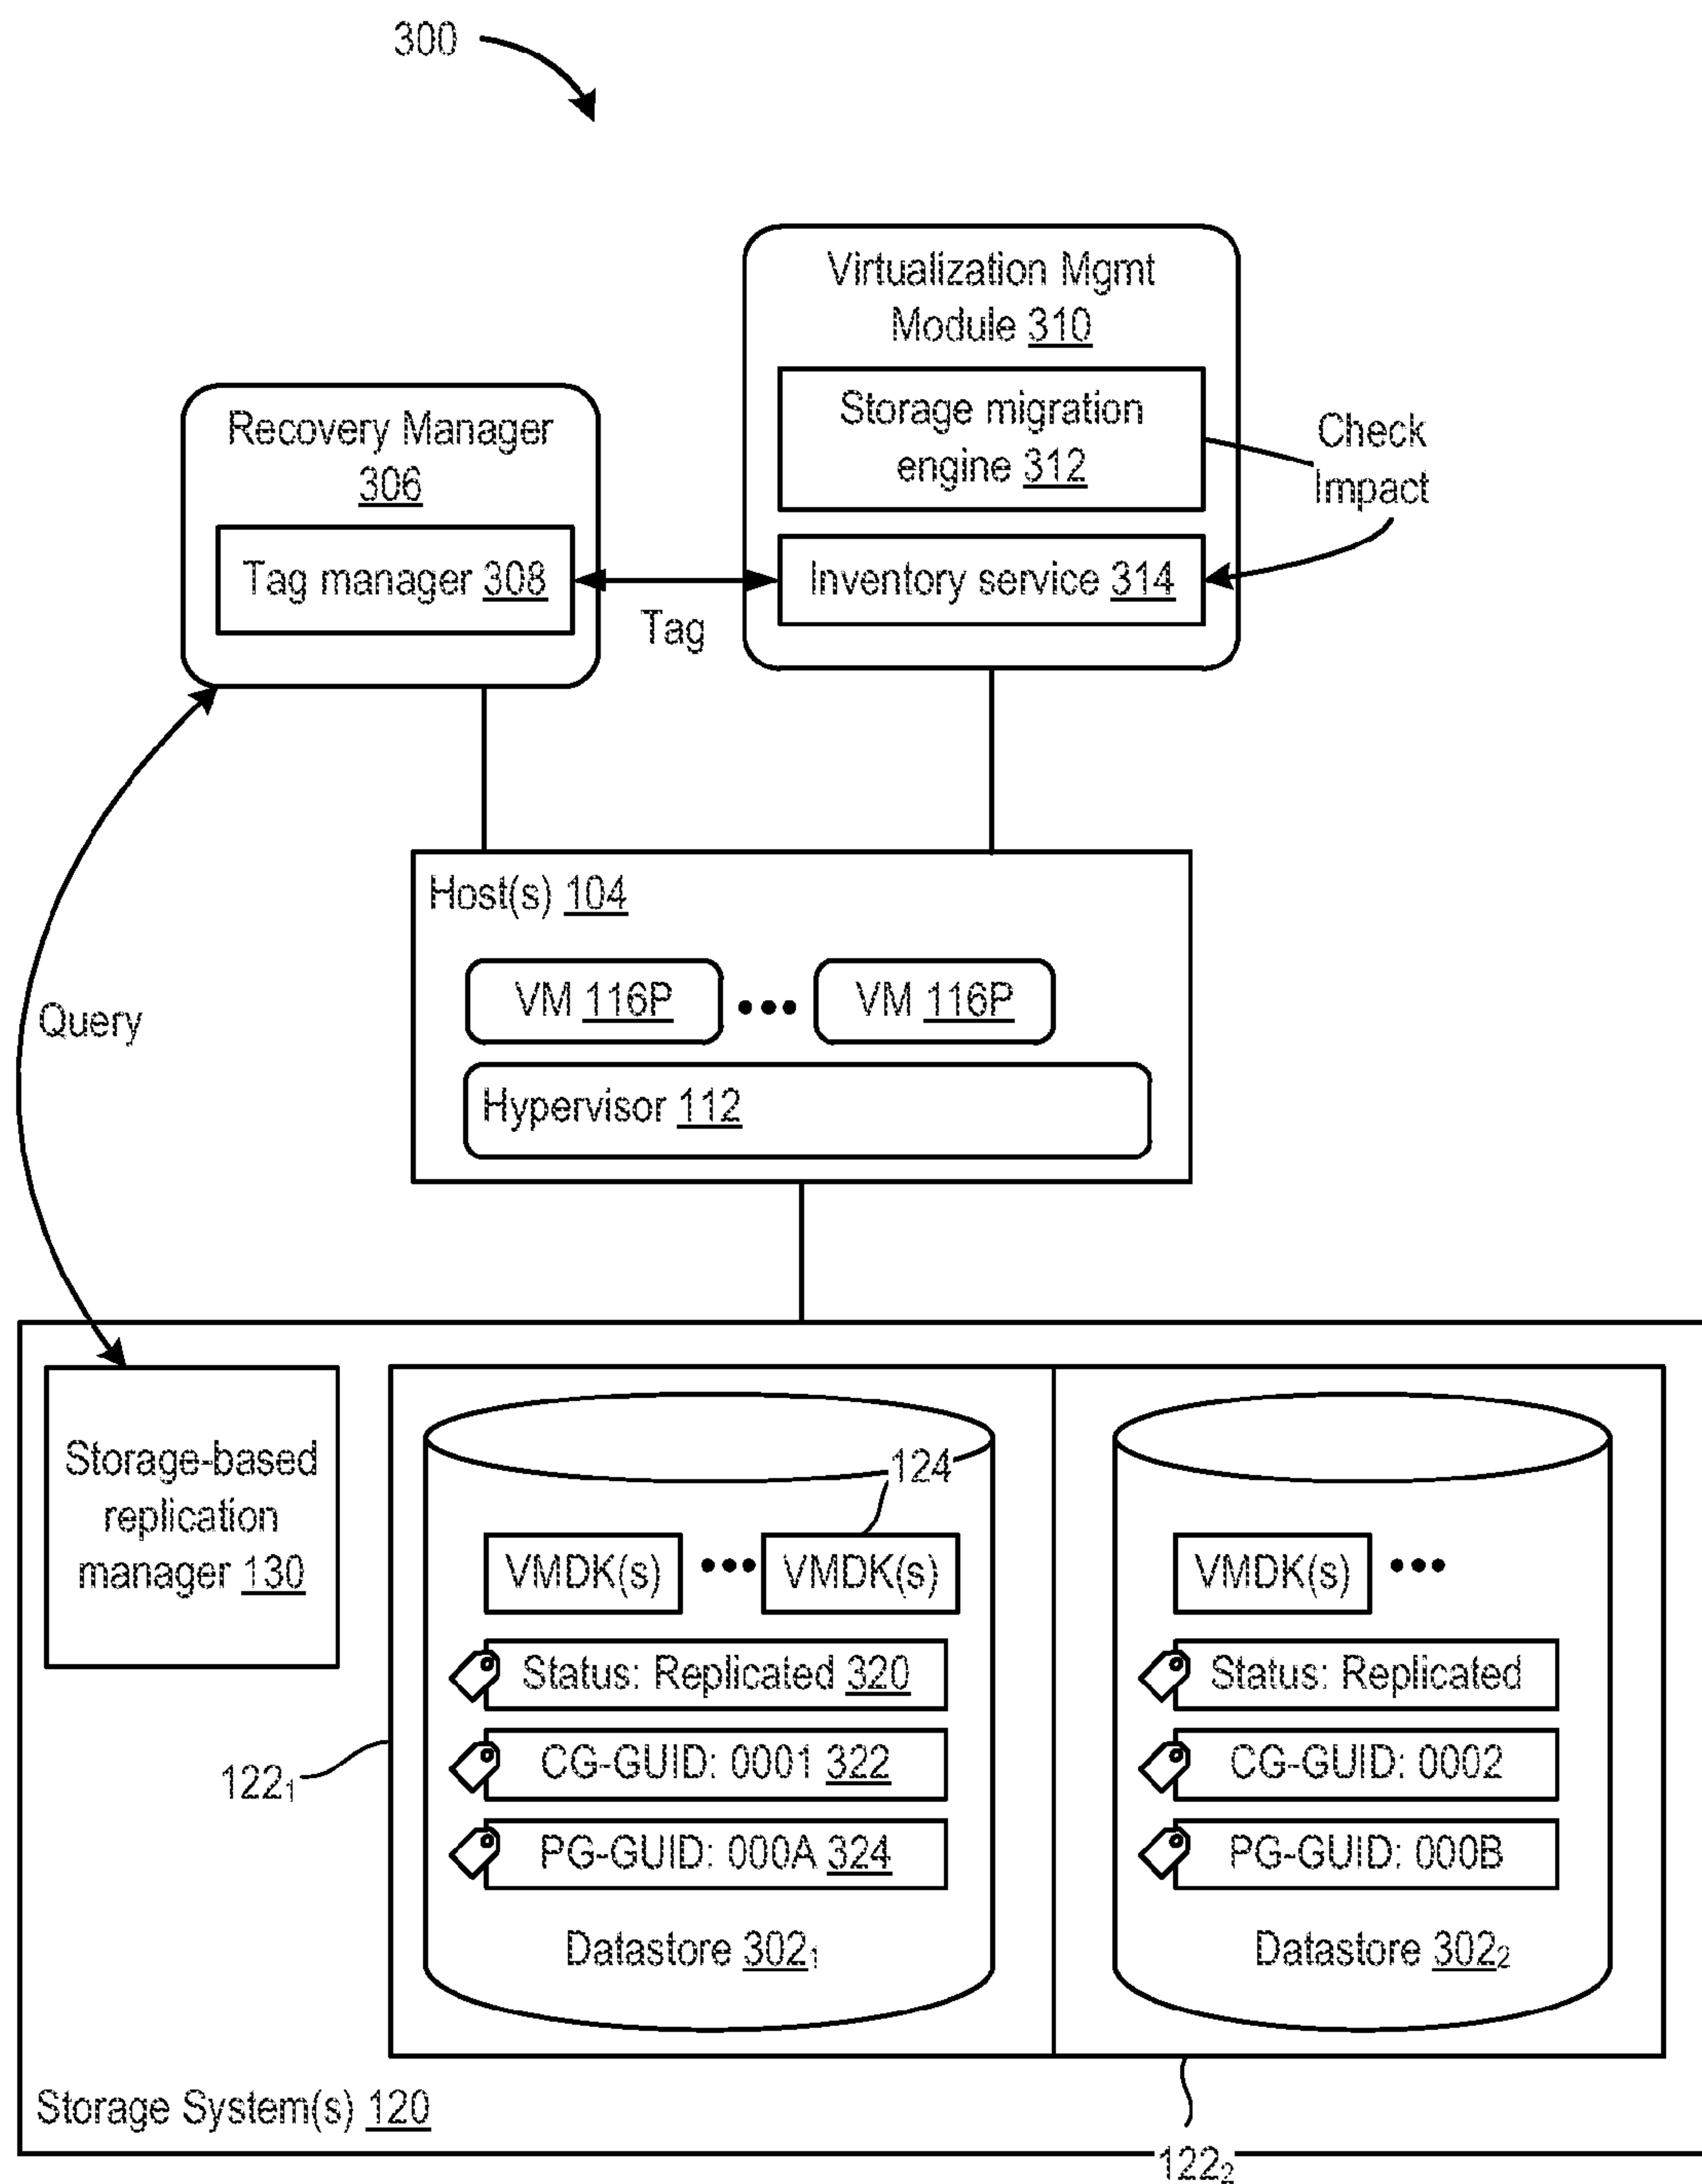 300
Virtualization Mgmt
Module 310
Storage migration
engine 312
Check
Impact
Recovery Manager
306
Tag manager 308
Inventory service 314
Tag
Host(s) 104
VM 116P
VM 116P
Hypervisor 112
Query
Storage-based
replication
manager 130
124
VMDK(s)
VMDK(s)
Status: Replicated 320
CG-GUID: 0001 322
PG-GUID: 000A 324
Datastore 302₁
122₁
VMDK(s)
Status: Replicated
CG-GUID: 0002
PG-GUID: 000B
Datastore 302₂
Storage System(s) 120
122₂